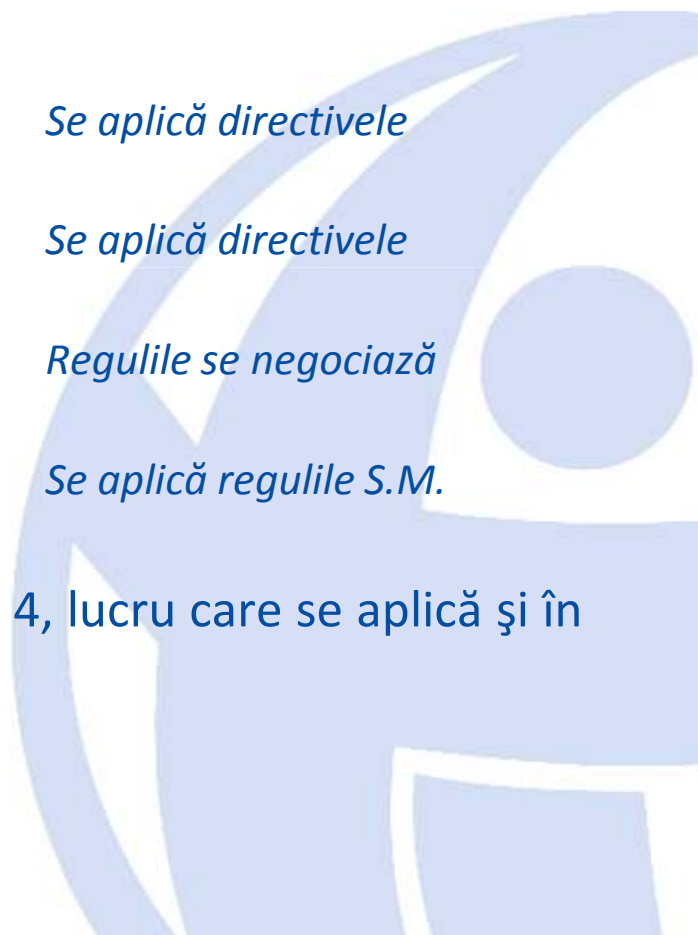 Se aplică directivele
Se aplică directivele
Regulile se negociază
Se aplică regulile S.M.
4, lucru care se aplică şi în